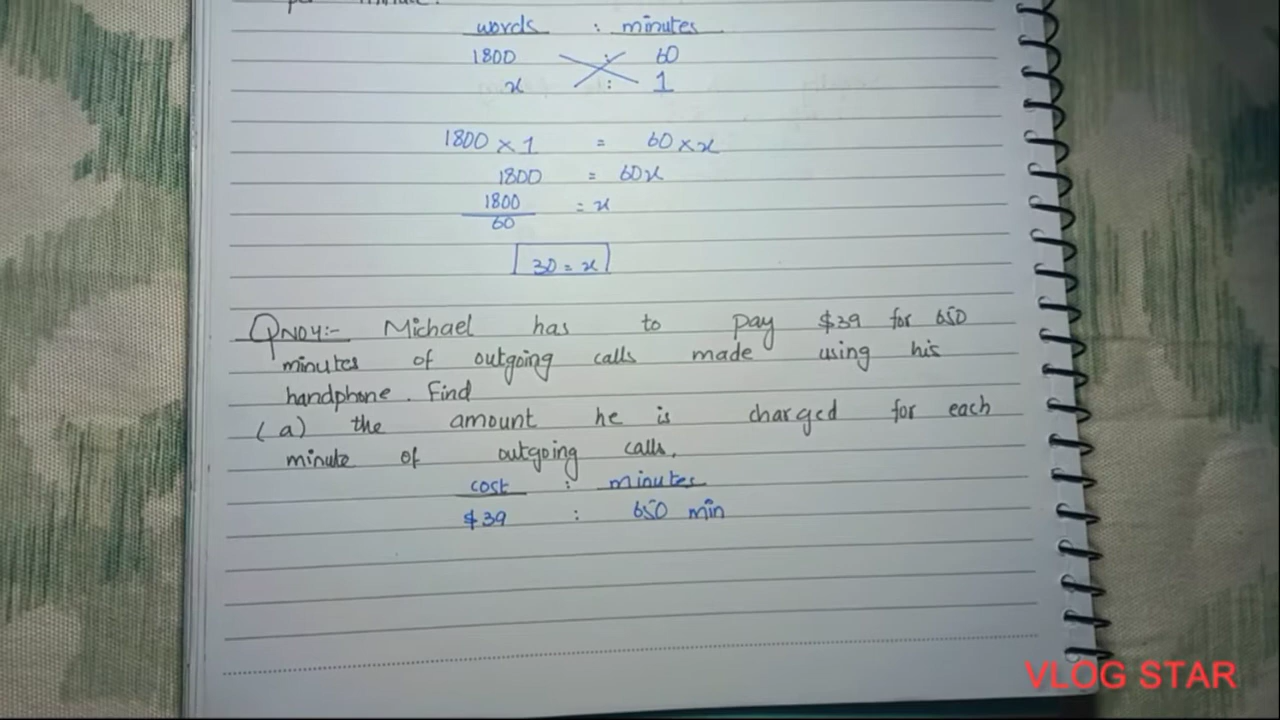 words : minutes
1800 : 60
x : 1
1800 × 1 = 60 × x
1800 = 60x
1800 = x
60
30 = x
QNO4:- Michael has to pay $39 for 650
minutes of outgoing calls made using his
handphone. Find
(a) the amount he is charged for each
minute of outgoing calls.
cost : minutes
$39 : 650 min
VLOG STAR